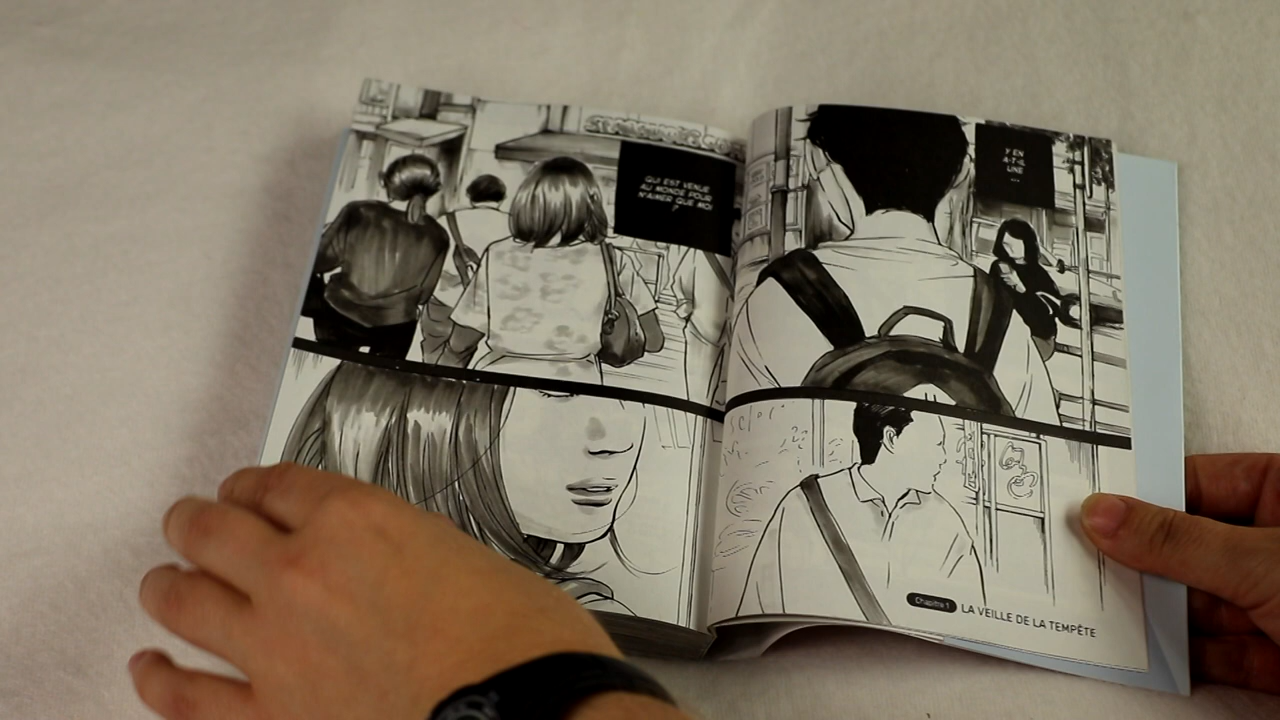 QUI EST VENUE
AU MONDE POUR
N'AIMER QUE MOI
?
Y EN
A-T-IL
UNE
...
Chapitre 1 LA VEILLE DE LA TEMPÊTE